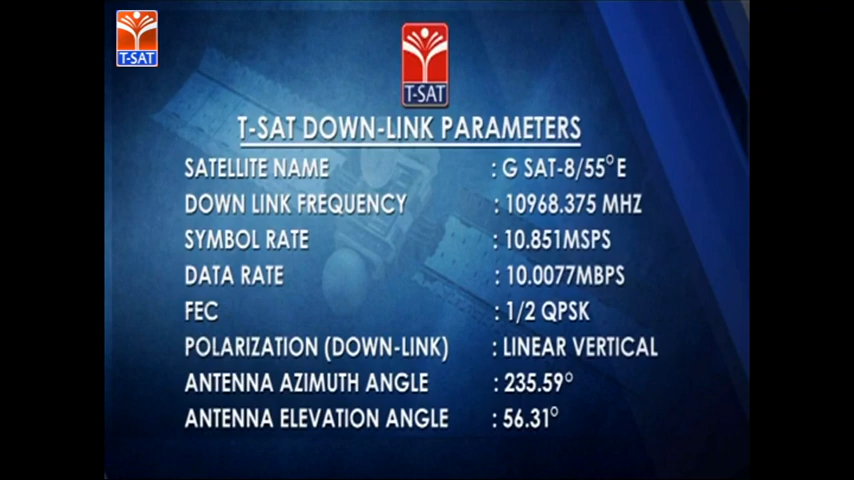 T-SAT
T-SAT
T-SAT DOWN-LINK PARAMETERS
SATELLITE NAME : G SAT-8/55° E
DOWN LINK FREQUENCY : 10968.375 MHZ
SYMBOL RATE : 10.851MSPS
DATA RATE : 10.0077MBPS
FEC : 1/2 QPSK
POLARIZATION (DOWN-LINK) : LINEAR VERTICAL
ANTENNA AZIMUTH ANGLE : 235.59°
ANTENNA ELEVATION ANGLE : 56.31°